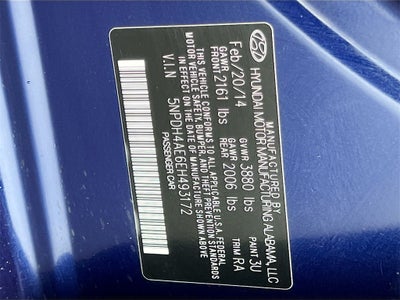 MANUFACTURED BY
HYUNDAI MOTOR MANUFACTURING ALABAMA, LLC
Feb/20/14 GVWR 3880 lbs PAINT 3U
GAWR FRONT 2161 lbs GAWR REAR 2006 lbs TRIM RA
THIS VEHICLE CONFORMS TO ALL APPLICABLE U.S.A. FEDERAL
MOTOR VEHICLE SAFETY, BUMPER, AND THEFT PREVENTION STANDARDS
IN EFFECT ON THE DATE OF MANUFACTURE SHOWN ABOVE
V.I.N 5NPDH4AE6EH493172 PASSENGER CAR